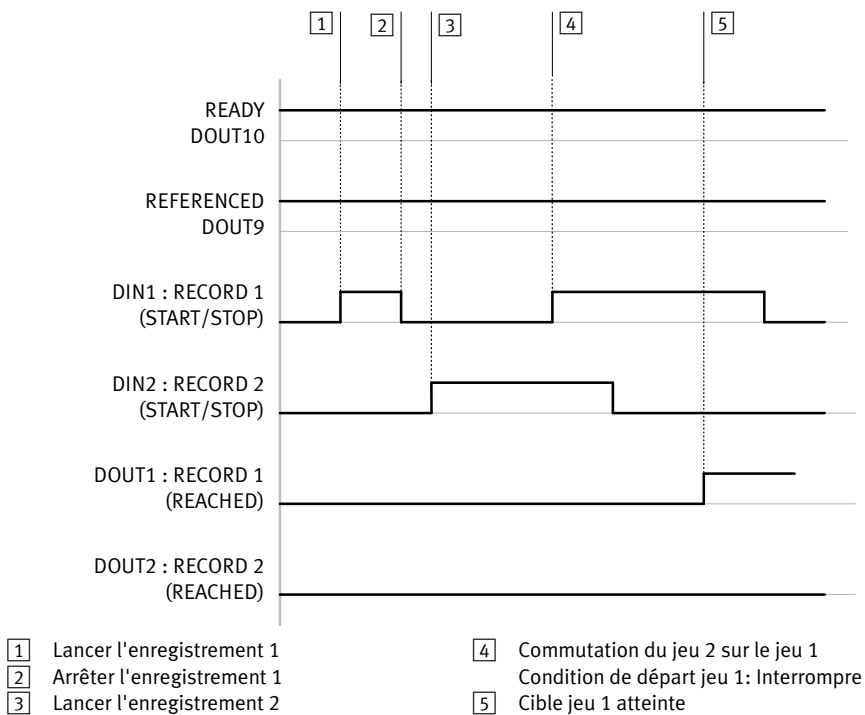 1 2 3 4 5
READY
DOUT10
REFERENCED
DOUT9
DIN1 : RECORD 1
(START/STOP)
DIN2 : RECORD 2
(START/STOP)
DOUT1 : RECORD 1
(REACHED)
DOUT2 : RECORD 2
(REACHED)
1 Lancer l'enregistrement 1
2 Arrêter l'enregistrement 1
3 Lancer l'enregistrement 2
4 Commutation du jeu 2 sur le jeu 1
Condition de départ jeu 1: Interrompre
5 Cible jeu 1 atteinte